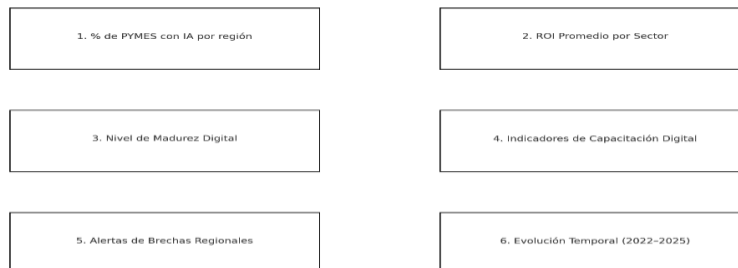 1. % de PYMES con IA por región
2. ROI Promedio por Sector
3. Nivel de Madurez Digital
4. Indicadores de Capacitación Digital
5. Alertas de Brechas Regionales
6. Evolución Temporal (2022–2025)